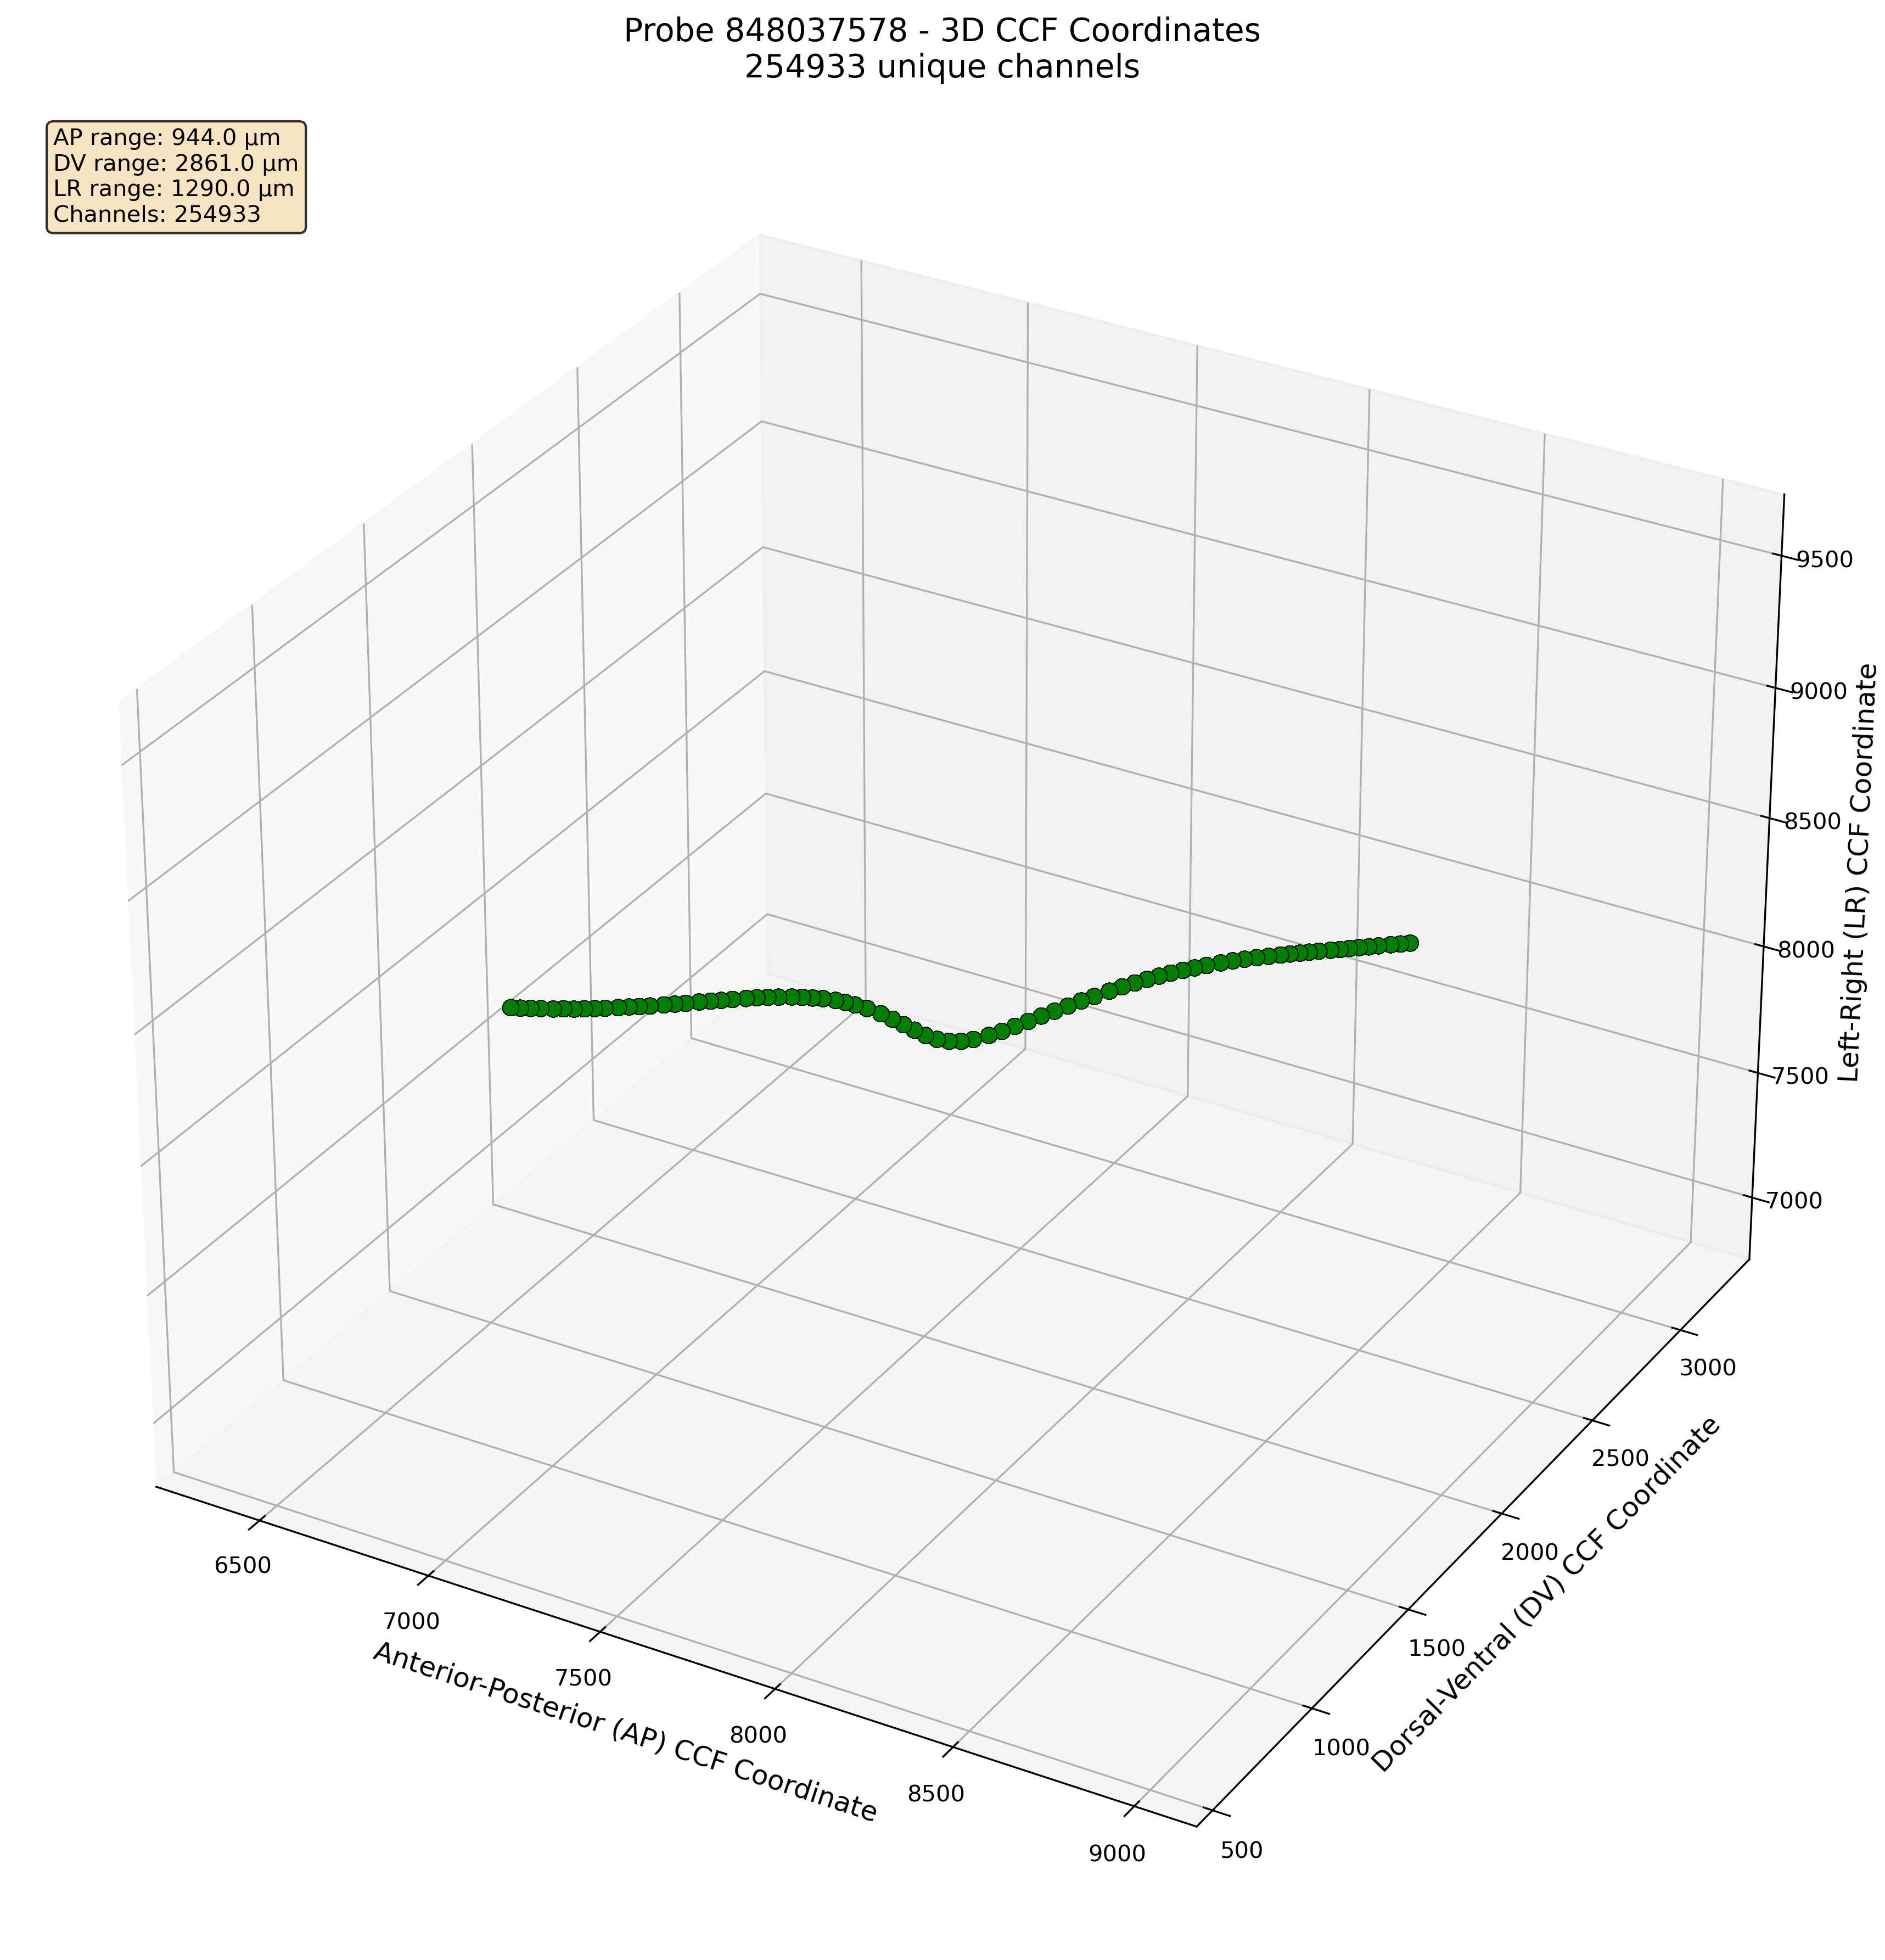 Probe 848037578 - 3D CCF Coordinates
254933 unique channels
AP range: 944.0 µm
DV range: 2861.0 µm
LR range: 1290.0 µm
Channels: 254933
9500
9000
8500
8000
7500
7000
Left-Right (LR) CCF Coordinate
3000
2500
2000
1500
1000
500
Dorsal-Ventral (DV) CCF Coordinate
6500
7000
7500
8000
8500
9000
Anterior-Posterior (AP) CCF Coordinate